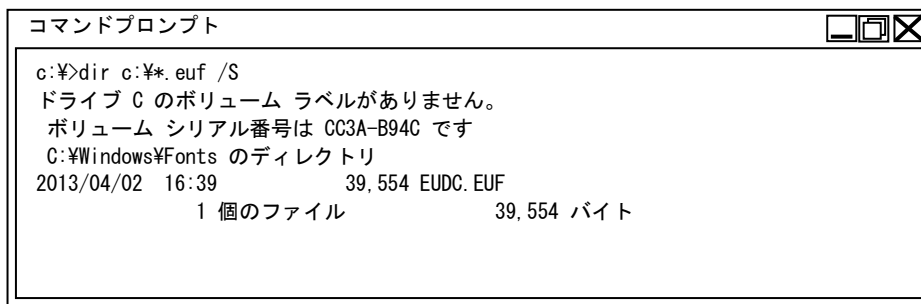 コマンドプロンプト
c:¥>dir c:¥*.euf /S
ドライブ C のボリューム ラベルがありません。
ボリューム シリアル番号は CC3A-B94C です
C:¥Windows¥Fonts のディレクトリ
2013/04/02 16:39 39,554 EUDC.EUF
1 個のファイル 39,554 バイト